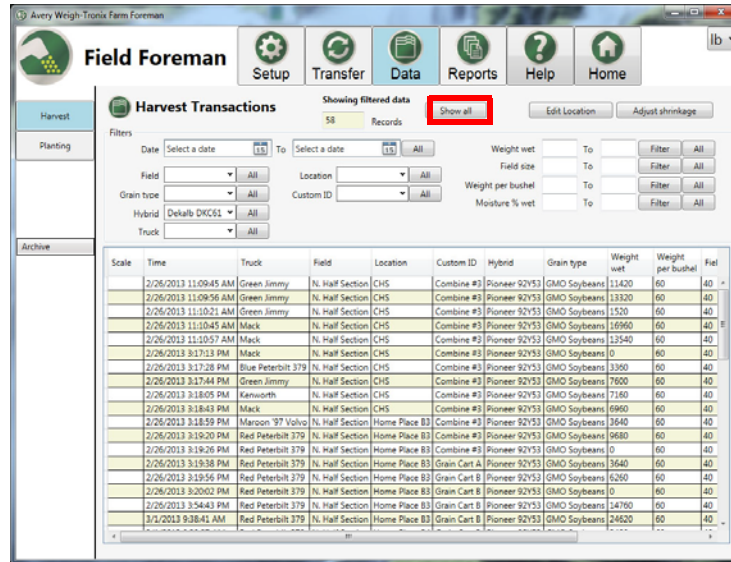 Avery Weigh-Tronix Farm Foreman
Field Foreman
Setup Transfer Data Reports Help Home
lb
Harvest
Planting
Archive
Harvest Transactions
Showing filtered data
58 Records
Show all Edit Location Adjust shrinkage
Filters
Date Select a date 15 To Select a date 15 All Weight wet To Filter All
Field All Location All Field size To Filter All
Grain type All Custom ID All Weight per bushel To Filter All
Hybrid Dekalb DKC61 All Moisture % wet To Filter All
Truck All
Scale Time Truck Field Location Custom ID Hybrid Grain type Weight wet Weight per bushel Fiel
2/26/2013 11:09:45 AM Green Jimmy N. Half Section CHS Combine #3 Pioneer 92Y53 GMO Soybeans 11420 60 40
2/26/2013 11:09:56 AM Green Jimmy N. Half Section CHS Combine #3 Pioneer 92Y53 GMO Soybeans 13320 60 40
2/26/2013 11:10:21 AM Green Jimmy N. Half Section CHS Combine #3 Pioneer 92Y53 GMO Soybeans 1520 60 40
2/26/2013 11:10:45 AM Mack N. Half Section CHS Combine #3 Pioneer 92Y53 GMO Soybeans 16960 60 40
2/26/2013 11:10:57 AM Mack N. Half Section CHS Combine #3 Pioneer 92Y53 GMO Soybeans 13540 60 40
2/26/2013 3:17:13 PM Mack N. Half Section CHS Combine #3 Pioneer 92Y53 GMO Soybeans 0 60 40
2/26/2013 3:17:28 PM Blue Peterbilt 379 N. Half Section CHS Combine #3 Pioneer 92Y53 GMO Soybeans 3360 60 40
2/26/2013 3:17:44 PM Green Jimmy N. Half Section CHS Combine #3 Pioneer 92Y53 GMO Soybeans 7600 60 40
2/26/2013 3:18:05 PM Kenworth N. Half Section CHS Combine #3 Pioneer 92Y53 GMO Soybeans 7160 60 40
2/26/2013 3:18:43 PM Mack N. Half Section CHS Combine #3 Pioneer 92Y53 GMO Soybeans 6960 60 40
2/26/2013 3:18:59 PM Maroon '97 Volvo N. Half Section Home Place B3 Combine #3 Pioneer 92Y53 GMO Soybeans 3640 60 40
2/26/2013 3:19:20 PM Red Peterbilt 379 N. Half Section Home Place B3 Combine #3 Pioneer 92Y53 GMO Soybeans 9680 60 40
2/26/2013 3:19:26 PM Red Peterbilt 379 N. Half Section Home Place B3 Combine #3 Pioneer 92Y53 GMO Soybeans 0 60 40
2/26/2013 3:19:38 PM Red Peterbilt 379 N. Half Section Home Place B3 Grain Cart A Pioneer 92Y53 GMO Soybeans 3640 60 40
2/26/2013 3:19:56 PM Red Peterbilt 379 N. Half Section Home Place B3 Grain Cart B Pioneer 92Y53 GMO Soybeans 6260 60 40
2/26/2013 3:20:02 PM Red Peterbilt 379 N. Half Section Home Place B3 Grain Cart B Pioneer 92Y53 GMO Soybeans 0 60 40
2/26/2013 3:54:43 PM Red Peterbilt 379 N. Half Section Home Place B3 Grain Cart B Pioneer 92Y53 GMO Soybeans 14760 60 40
3/1/2013 9:38:41 AM Red Peterbilt 379 N. Half Section Home Place B3 Grain Cart B Pioneer 92Y53 GMO Soybeans 24620 60 40